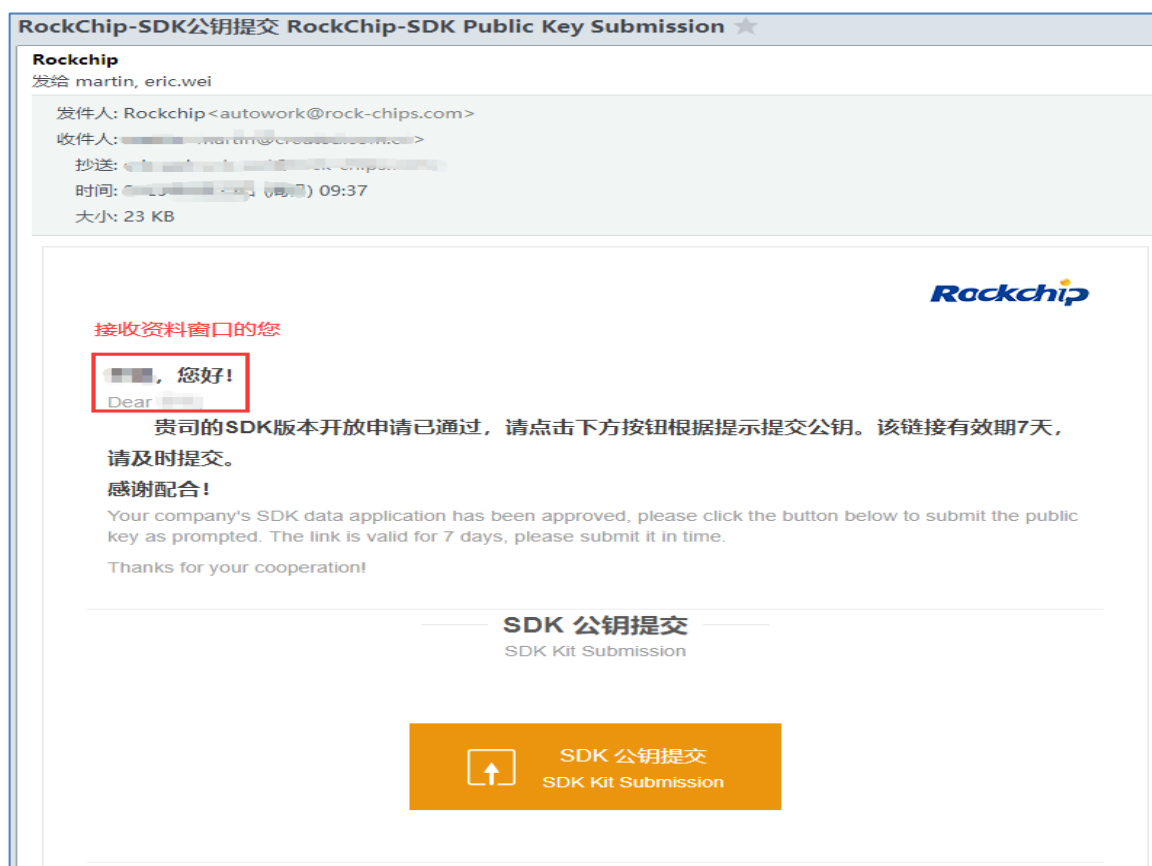 RockChip-SDK公钥提交 RockChip-SDK Public Key Submission
Rockchip
发给 martin, eric.wei
发件人: Rockchip<autowork@rock-chips.com>
收件人:
抄送:
时间: 09:37
大小: 23 KB
Rockchip
接收资料窗口的您
，您好!
Dear
贵司的SDK版本开放申请已通过，请点击下方按钮根据提示提交公钥。该链接有效期7天，
请及时提交。
感谢配合!
Your company's SDK data application has been approved, please click the button below to submit the public
key as prompted. The link is valid for 7 days, please submit it in time.
Thanks for your cooperation!
SDK 公钥提交
SDK Kit Submission
SDK 公钥提交
SDK Kit Submission